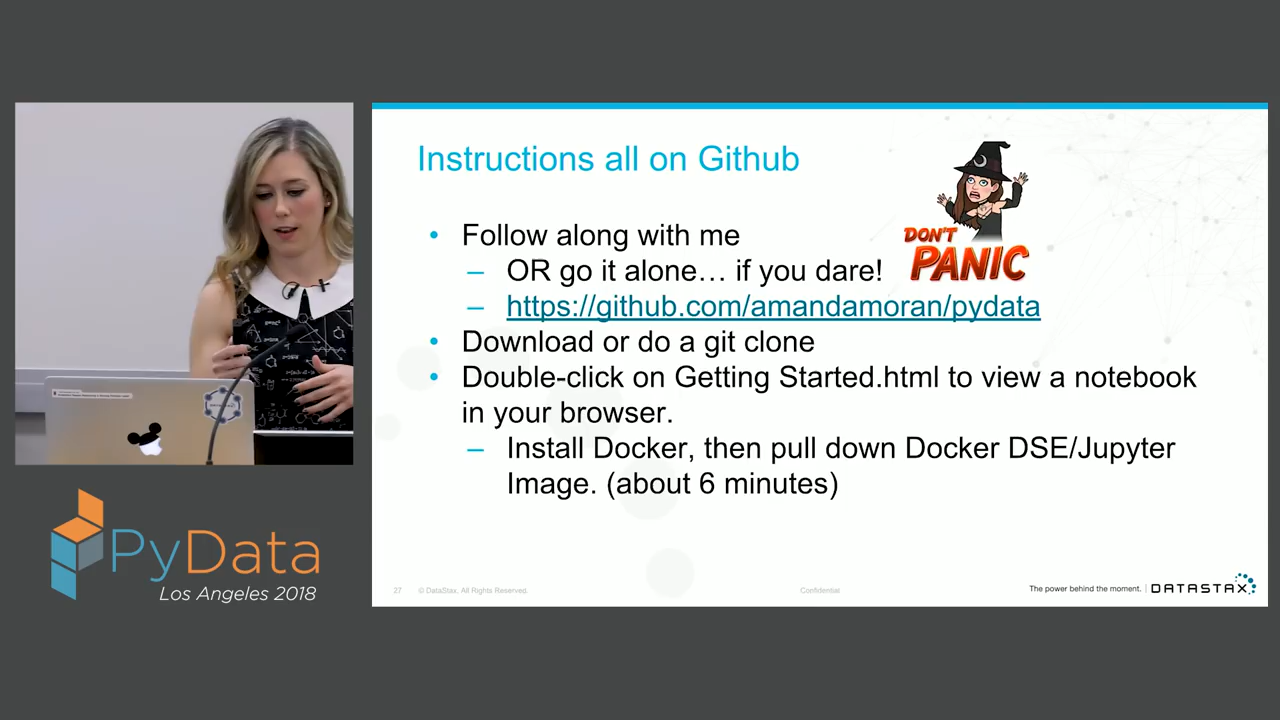 Instructions all on Github
DON'T
PANIC
• Follow along with me
– OR go it alone… if you dare!
– https://github.com/amandamoran/pydata
• Download or do a git clone
• Double-click on Getting Started.html to view a notebook
in your browser.
– Install Docker, then pull down Docker DSE/Jupyter
Image. (about 6 minutes)
27 © DataStax, All Rights Reserved. Confidential The power behind the moment. | DATASTAX
PyData
Los Angeles 2018